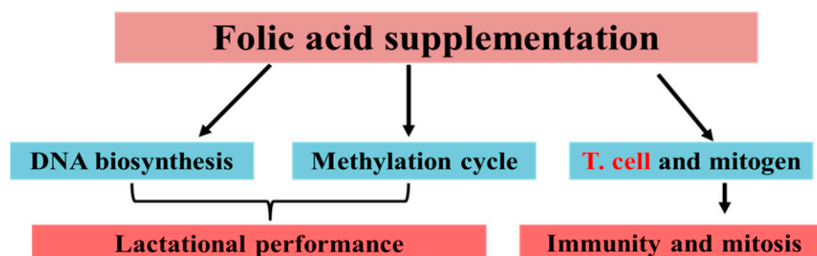 Folic acid supplementation
DNA biosynthesis
Methylation cycle
T. cell and mitogen
Lactational performance
Immunity and mitosis